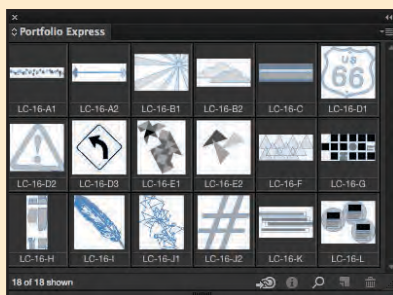 Portfolio Express
US
66
LC-16-A1 LC-16-A2 LC-16-B1 LC-16-B2 LC-16-C LC-16-D1
LC-16-D2 LC-16-D3 LC-16-E1 LC-16-E2 LC-16-F LC-16-G
LC-16-H LC-16-I LC-16-J1 LC-16-J2 LC-16-K LC-16-L
18 of 18 shown